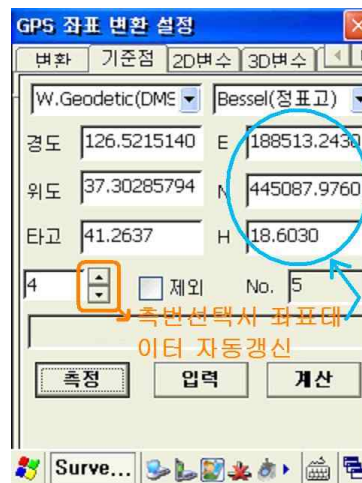 GPS 좌표 변환 설정
변환 기준점 2D변수 3D변수
W.Geodetic(DMS Bessel(정표고)
경도 126.5215140 E 188513.2430
위도 37.30285794 N 445087.9760
타고 41.2637 H 18.6030
4 제외 No. 5
측번선택시 좌표데
이터 자동갱신
측정 입력 계산
Surve...